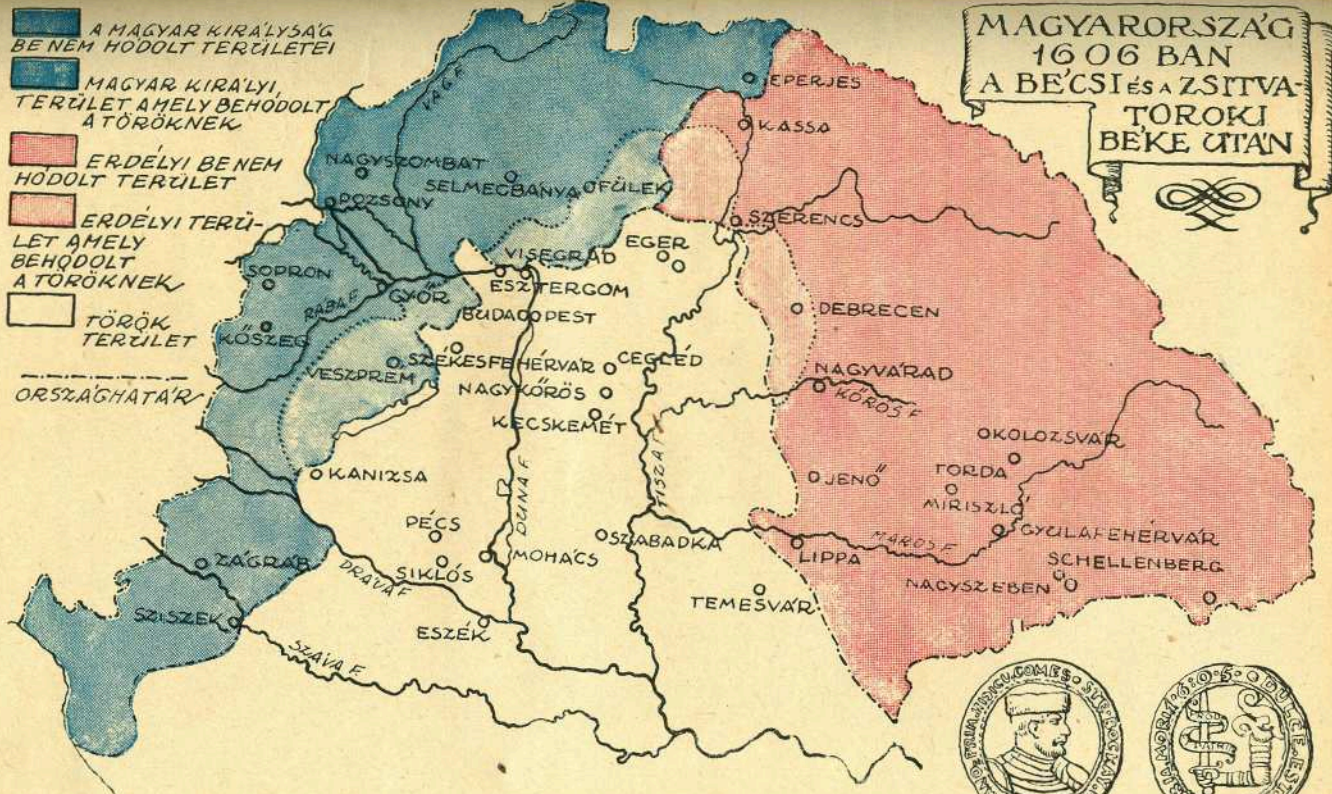 A MAGYAR KIRÁLYSÁG
BE NEM HÓDOLT TERÜLETEI
MAGYAR KIRÁLYI,
TERÜLET AMELY BEHÓDOLT
A TÖRÖKNEK
ERDÉLYI BE NEM
HÓDOLT TERÜLET
ERDÉLYI TERÜ-
LET AMELY
BEHÓDOLT
A TÖRÖKNEK
TÖRÖK
TERÜLET
ORSZÁGHATÁR
MAGYARORSZÁG
1606 BAN
A BÉCSI ÉS A ZSITVA-
TOROKI
BÉKE UTÁN
VÁG F
EPERJES
KASSA
NAGYSZOMBAT
SELMECBÁNYA
FÜLEK
POZSONY
SZERENCS
EGER
VISEGRÁD
ESZTERGOM
SOPRON
RÁBA F
GYŐR
BUDA PEST
DEBRECEN
KŐSZEG
VESZPRÉM
SZÉKESFEHÉRVÁR
CEGLÉD
NAGYKŐRÖS
NAGYVÁRAD
KŐRÖS F
KECSKEMÉT
KOLOZSVÁR
KANIZSA
DUNA F
TISZA F
JENŐ
TORDA
MIRISZLÓ
PÉCS
SZABADKA
MAROS F
GYULAFEHÉRVÁR
MOHÁCS
LIPPA
SCHELLENBERG
ZÁGRÁB
DRÁVA F
SIKLÓS
NAGYSZEBEN
TEMESVÁR
SZISZEK
ESZÉK
SZÁVA F
COMES
DULCE EST